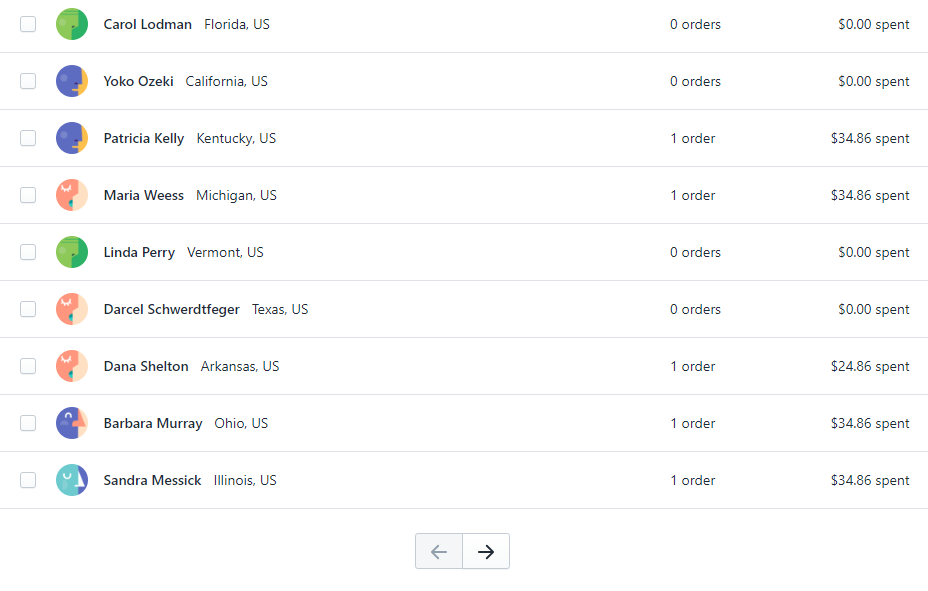 Carol Lodman Florida, US 0 orders $0.00 spent
Yoko Ozeki California, US 0 orders $0.00 spent
Patricia Kelly Kentucky, US 1 order $34.86 spent
Maria Weess Michigan, US 1 order $34.86 spent
Linda Perry Vermont, US 0 orders $0.00 spent
Darcel Schwerdtfeger Texas, US 0 orders $0.00 spent
Dana Shelton Arkansas, US 1 order $24.86 spent
Barbara Murray Ohio, US 1 order $34.86 spent
Sandra Messick Illinois, US 1 order $34.86 spent